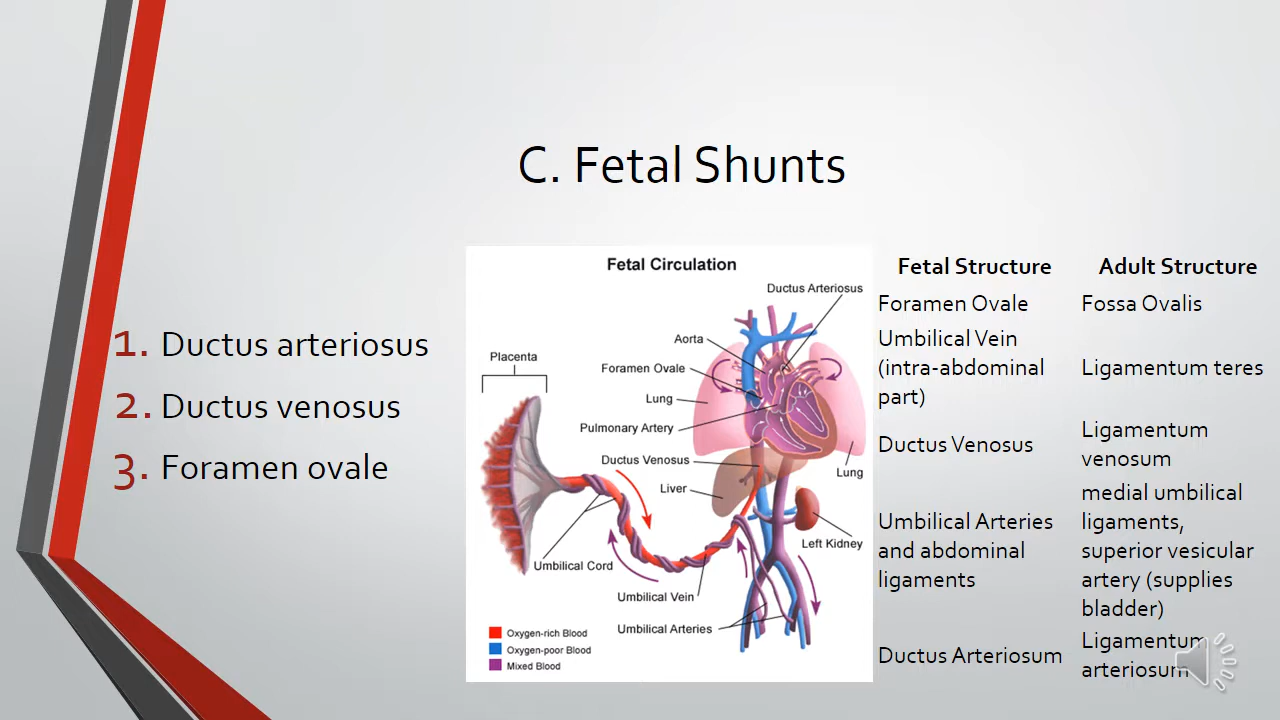 C. Fetal Shunts
1. Ductus arteriosus
2. Ductus venosus
3. Foramen ovale
Fetal Circulation
Ductus Arteriosus
Aorta
Placenta
Foramen Ovale
Lung
Pulmonary Artery
Ductus Venosus
Lung
Liver
Left Kidney
Umbilical Cord
Umbilical Vein
Umbilical Arteries
Oxygen-rich Blood
Oxygen-poor Blood
Mixed Blood
Fetal Structure
Adult Structure
Foramen Ovale
Fossa Ovalis
Umbilical Vein
(intra-abdominal
part)
Ligamentum teres
Ductus Venosus
Ligamentum
venosum
Umbilical Arteries
and abdominal
ligaments
medial umbilical
ligaments,
superior vesicular
artery (supplies
bladder)
Ductus Arteriosum
Ligamentum
arteriosum